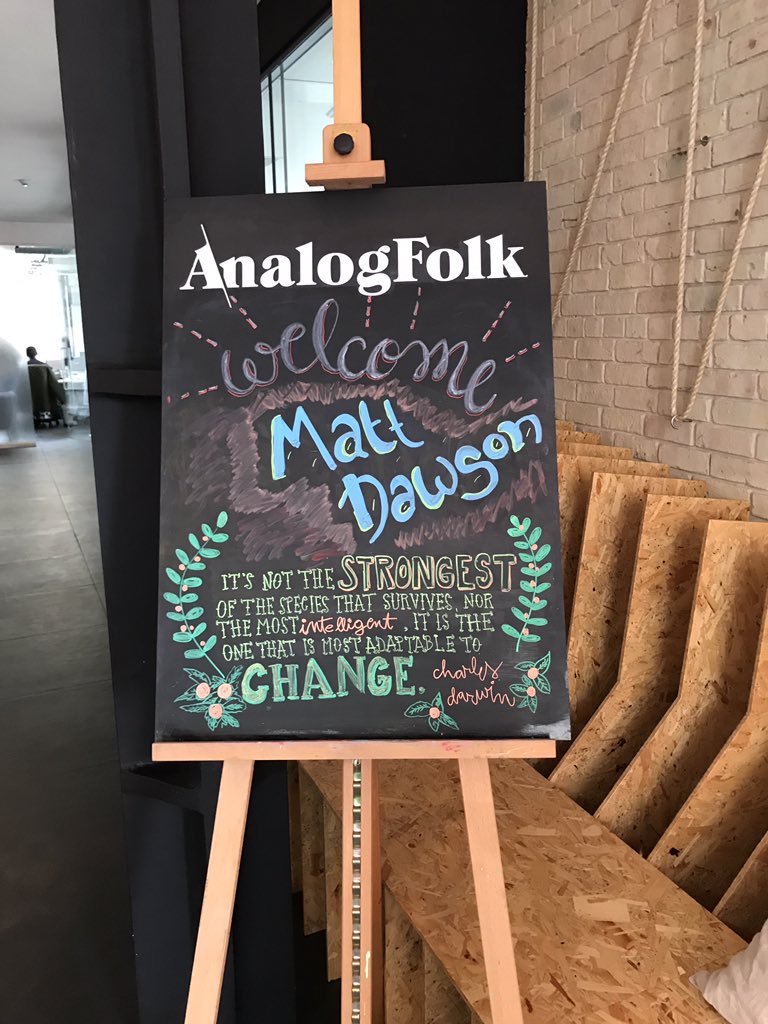 AnalogFolk
welcome
Matt
Dawson
IT'S NOT THE STRONGEST
OF THE SPECIES THAT SURVIVES, NOR
THE MOST intelligent. IT IS THE
ONE THAT IS MOST ADAPTABLE TO
CHANGE.
charles
darwin